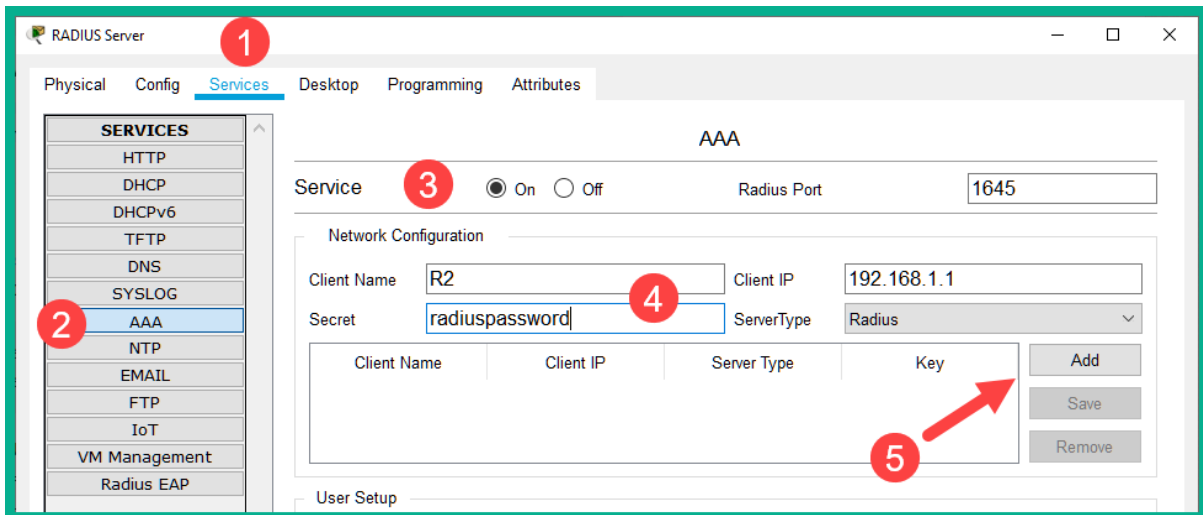 RADIUS Server
1
Physical Config Services Desktop Programming Attributes
SERVICES
HTTP
DHCP
DHCPv6
TFTP
DNS
SYSLOG
2 AAA
NTP
EMAIL
FTP
IoT
VM Management
Radius EAP
AAA
Service 3 On Off Radius Port 1645
Network Configuration
Client Name R2 Client IP 192.168.1.1
4
Secret radiuspassword ServerType Radius
Client Name Client IP Server Type Key Add
Save
5 Remove
User Setup